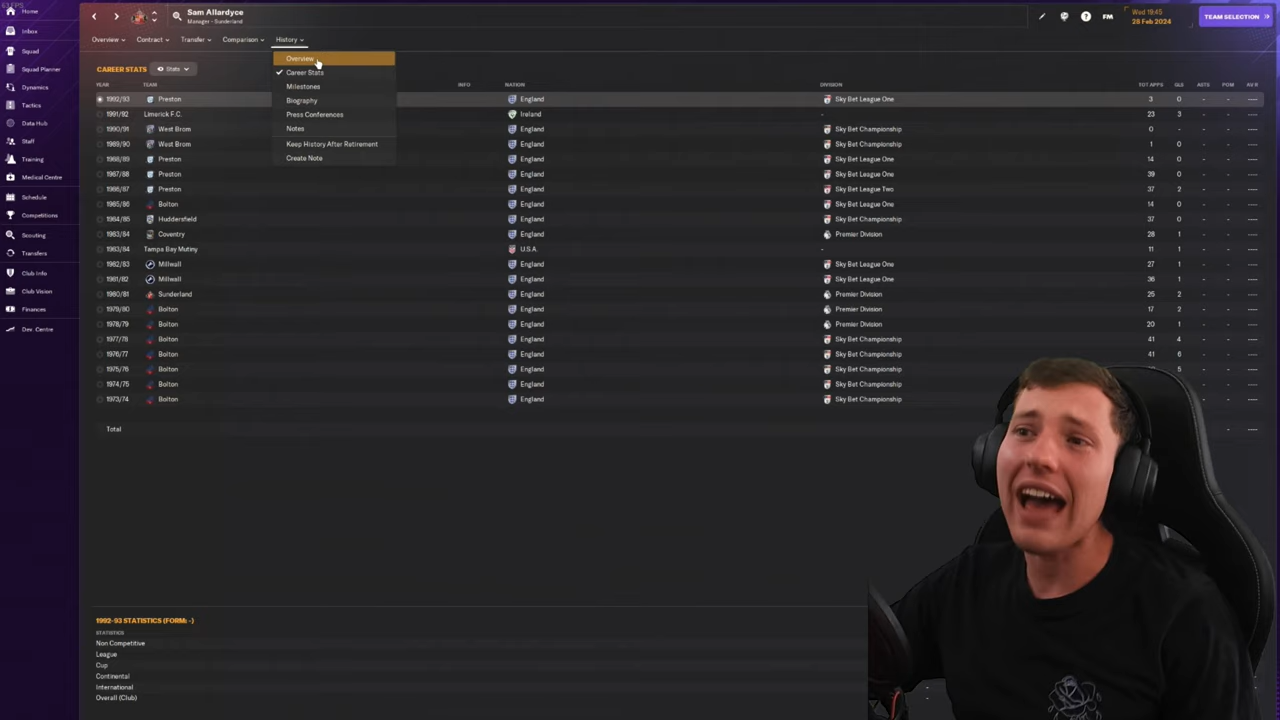 Home
Inbox
Squad
Squad Planner
Dynamics
Tactics
Data Hub
Staff
Training
Medical Centre
Schedule
Competitions
Scouting
Transfers
Club Info
Club Vision
Finances
Dev. Centre
Sam Allardyce
Manager - Sunderland
FM
Wed 19:45
28 Feb 2024
TEAM SELECTION
Overview Contract Transfer Comparison History
Overview
Career Stats
Milestones
Biography
Press Conferences
Notes
Keep History After Retirement
Create Note
CAREER STATS Stats
YEAR TEAM INFO NATION DIVISION TOT APPS GLS ASTS POM AV R
1992/93 Preston England Sky Bet League One 3 0 - - ----
1991/92 Limerick F.C. Ireland - 23 3 - - ----
1990/91 West Brom England Sky Bet Championship 0 - - - ----
1989/90 West Brom England Sky Bet Championship 1 0 - - ----
1988/89 Preston England Sky Bet League One 14 0 - - ----
1987/88 Preston England Sky Bet League One 39 0 - - ----
1986/87 Preston England Sky Bet League Two 37 2 - - ----
1985/86 Bolton England Sky Bet League One 14 0 - - ----
1984/85 Huddersfield England Sky Bet Championship 37 0 - - ----
1983/84 Coventry England Premier Division 28 1 - - ----
1983/84 Tampa Bay Mutiny U.S.A. - 11 1 - - ----
1982/83 Millwall England Sky Bet League One 27 1 - - ----
1981/82 Millwall England Sky Bet League One 36 1 - - ----
1980/81 Sunderland England Premier Division 25 2 - - ----
1979/80 Bolton England Premier Division 17 2 - - ----
1978/79 Bolton England Premier Division 20 1 - - ----
1977/78 Bolton England Sky Bet Championship 41 4 - - ----
1976/77 Bolton England Sky Bet Championship 41 6 - - ----
1975/76 Bolton England Sky Bet Championship 5 - - ----
1974/75 Bolton England Sky Bet Championship - - ----
1973/74 Bolton England Sky Bet Championship - - ----
Total - ----
1992-93 STATISTICS (FORM: -)
STATISTICS
Non Competitive
League
Cup
Continental
International
Overall (Club)